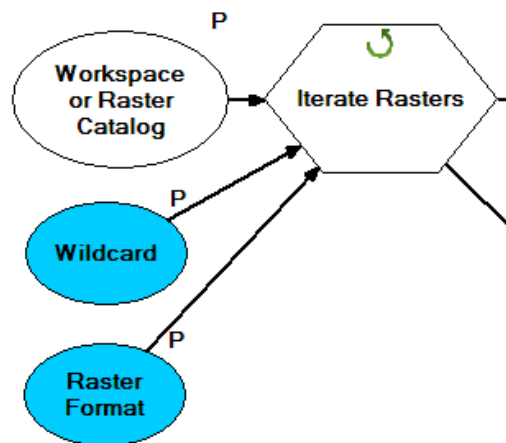 P
Workspace
or Raster
Catalog
Iterate Rasters
P
Wildcard
P
Raster
Format